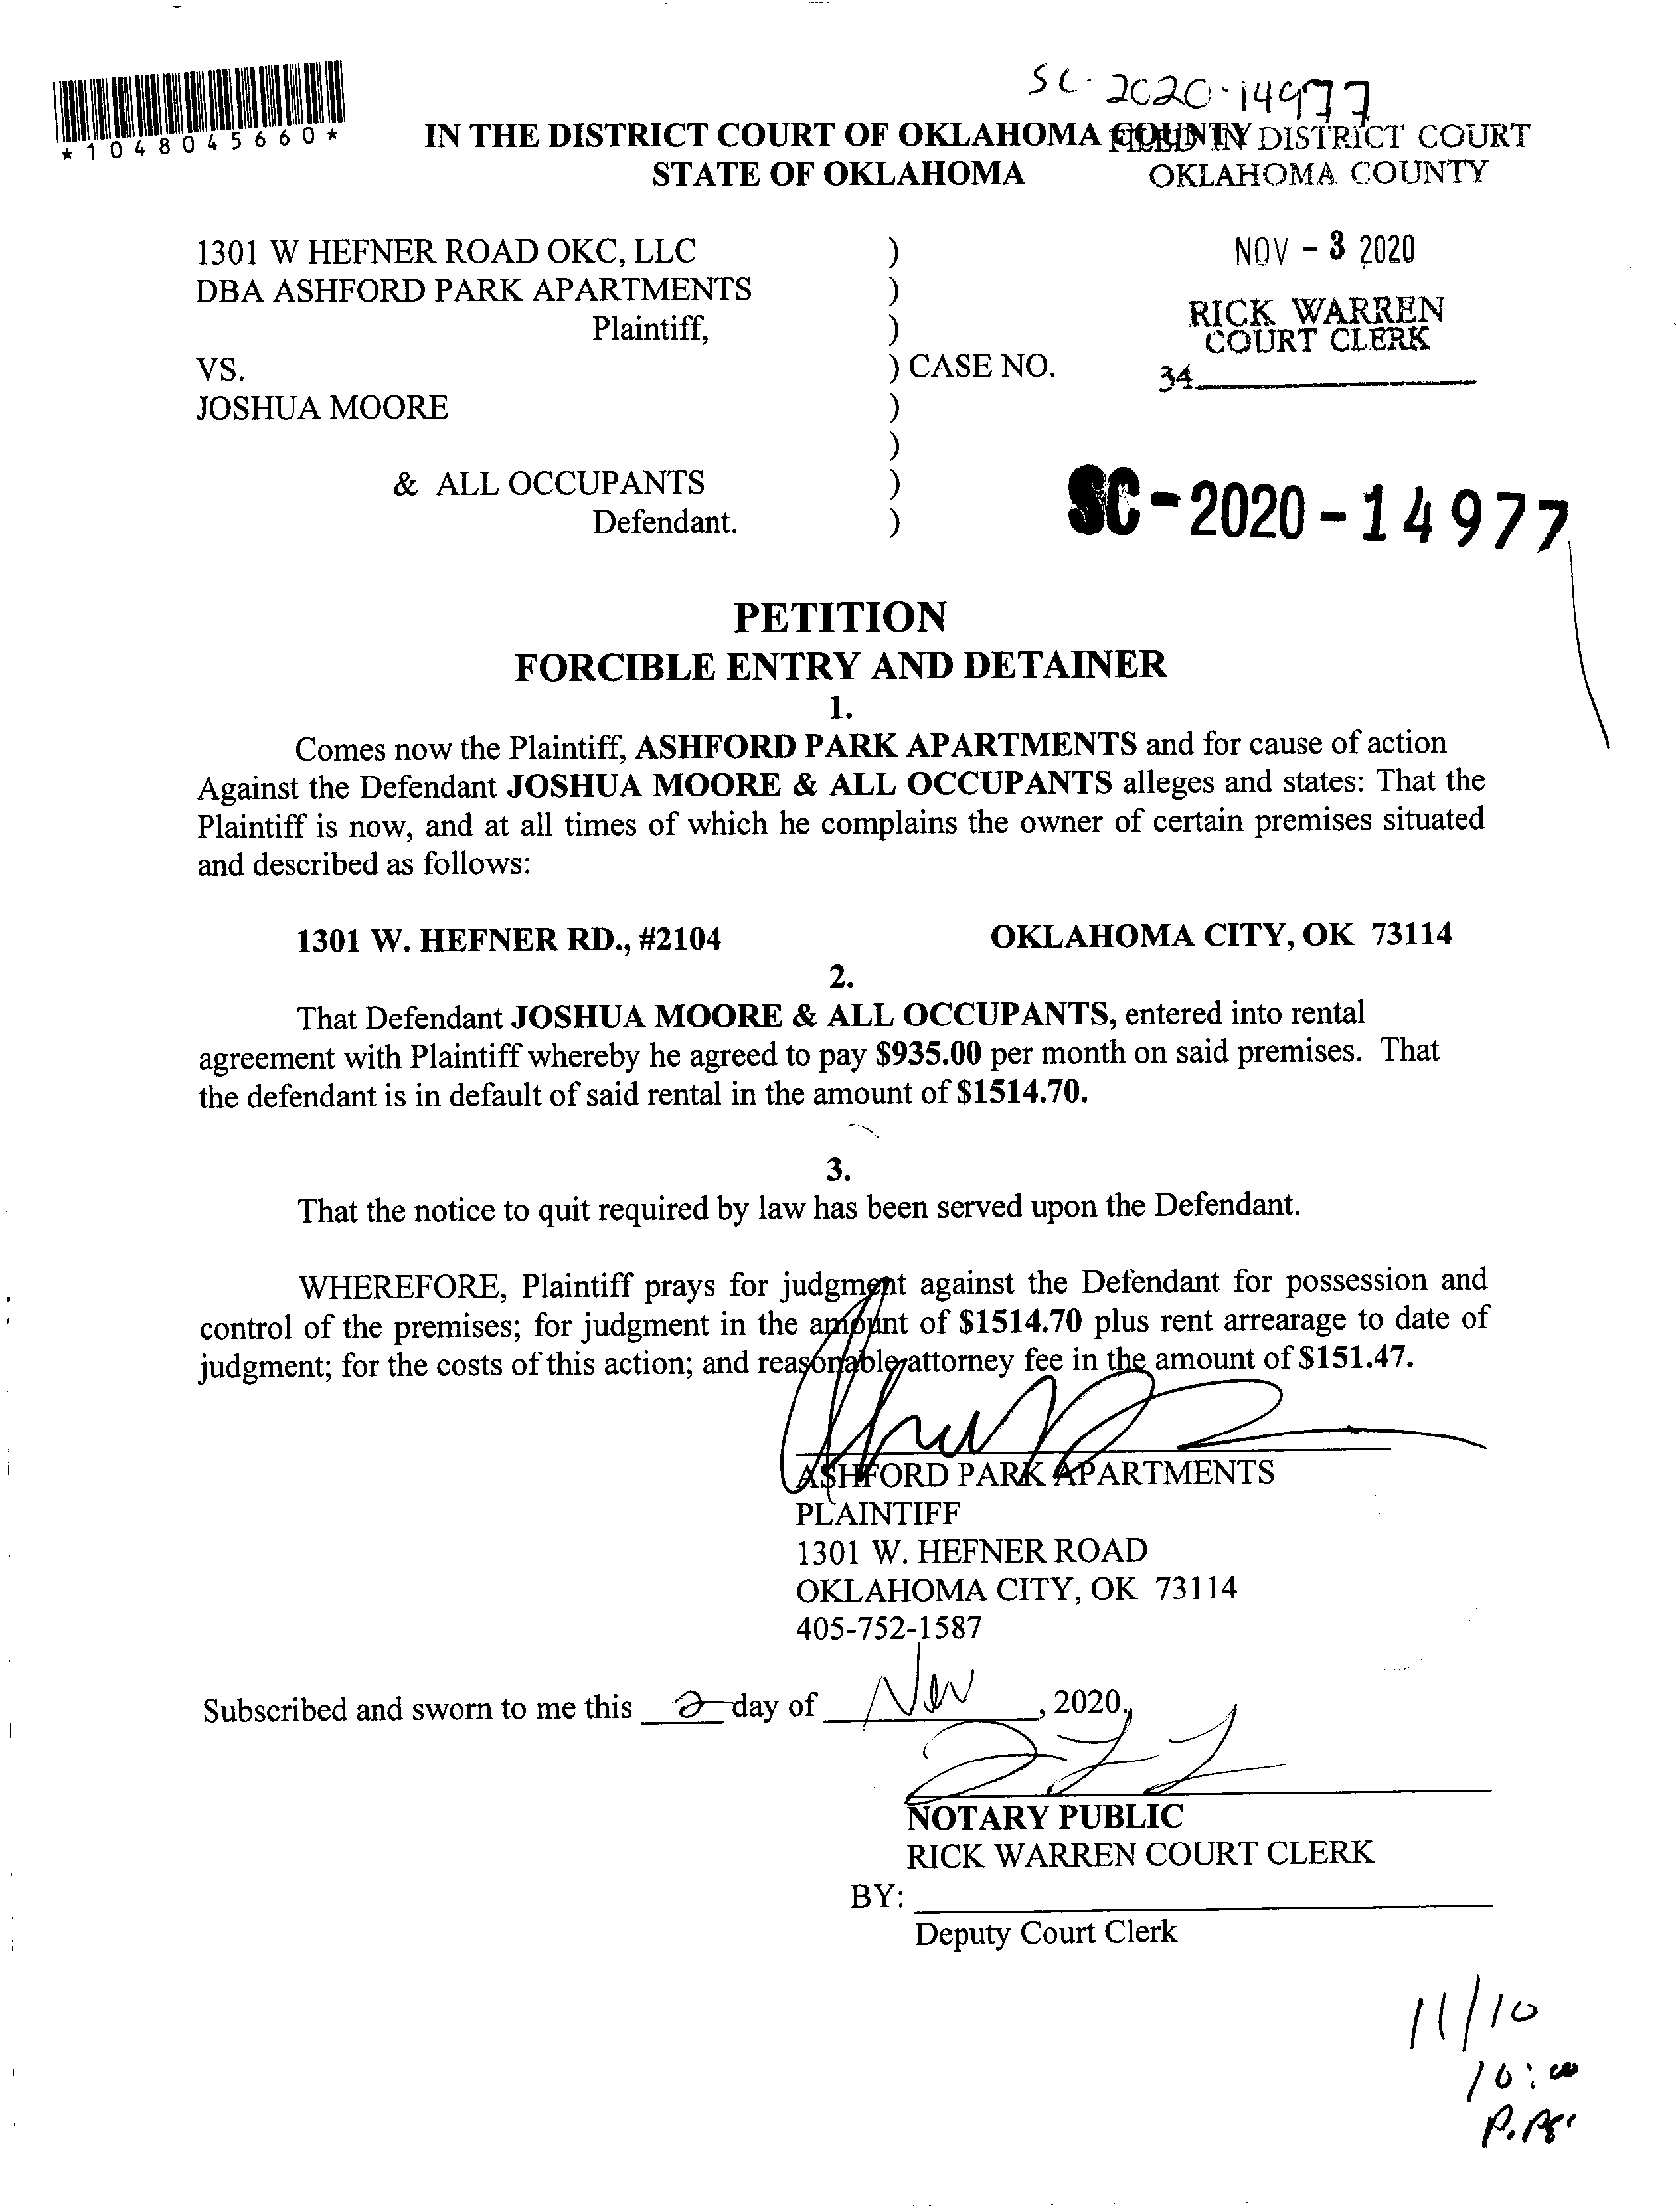 SC-2020-14977
*1048045660*
IN THE DISTRICT COURT OF OKLAHOMA COUNTY
FILED IN DISTRICT COURT
STATE OF OKLAHOMA
OKLAHOMA COUNTY
1301 W HEFNER ROAD OKC, LLC )
NOV - 3 2020
DBA ASHFORD PARK APARTMENTS )
Plaintiff, )
RICK WARREN
COURT CLERK
VS. ) CASE NO.
34
JOSHUA MOORE )
)
& ALL OCCUPANTS )
Defendant. )
SC-2020-14977
PETITION
FORCIBLE ENTRY AND DETAINER
1.
Comes now the Plaintiff, ASHFORD PARK APARTMENTS and for cause of action
Against the Defendant JOSHUA MOORE & ALL OCCUPANTS alleges and states: That the
Plaintiff is now, and at all times of which he complains the owner of certain premises situated
and described as follows:
1301 W. HEFNER RD., #2104 OKLAHOMA CITY, OK 73114
2.
That Defendant JOSHUA MOORE & ALL OCCUPANTS, entered into rental
agreement with Plaintiff whereby he agreed to pay $935.00 per month on said premises. That
the defendant is in default of said rental in the amount of $1514.70.
3.
That the notice to quit required by law has been served upon the Defendant.
WHEREFORE, Plaintiff prays for judgment against the Defendant for possession and
control of the premises; for judgment in the amount of $1514.70 plus rent arrearage to date of
judgment; for the costs of this action; and reasonable attorney fee in the amount of $151.47.
ASHFORD PARK APARTMENTS
PLAINTIFF
1301 W. HEFNER ROAD
OKLAHOMA CITY, OK 73114
405-752-1587
Subscribed and sworn to me this 2 day of Nov, 2020,
NOTARY PUBLIC
RICK WARREN COURT CLERK
BY:
Deputy Court Clerk
11/10
10:00